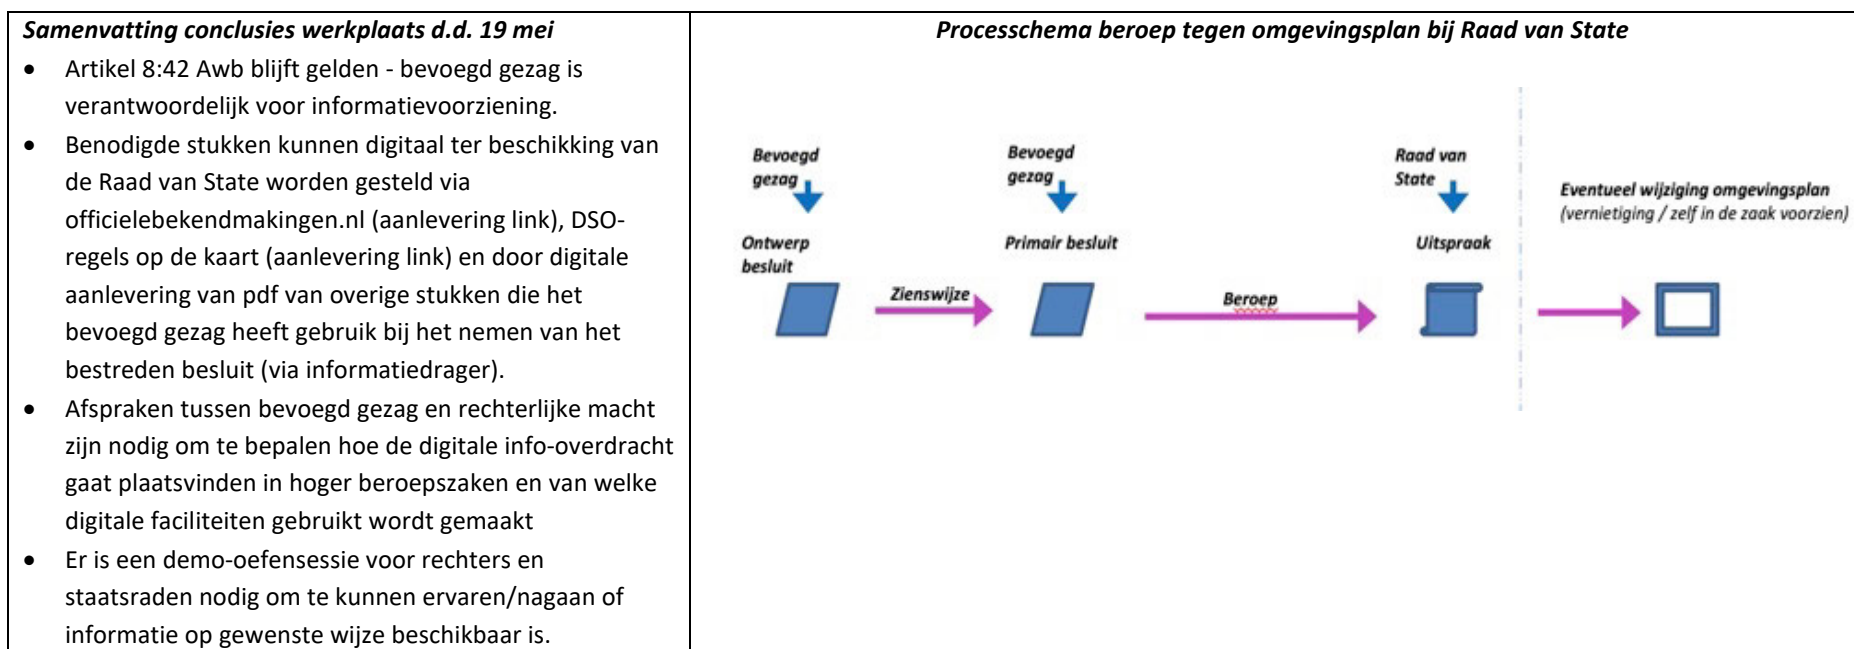 Samenvatting conclusies werkplaats d.d. 19 mei
• Artikel 8:42 Awb blijft gelden - bevoegd gezag is
verantwoordelijk voor informatievoorziening.
• Benodigde stukken kunnen digitaal ter beschikking van
de Raad van State worden gesteld via
officielebekendmakingen.nl (aanlevering link), DSO-
regels op de kaart (aanlevering link) en door digitale
aanlevering van pdf van overige stukken die het
bevoegd gezag heeft gebruik bij het nemen van het
bestreden besluit (via informatiedrager).
• Afspraken tussen bevoegd gezag en rechterlijke macht
zijn nodig om te bepalen hoe de digitale info-overdracht
gaat plaatsvinden in hoger beroepszaken en van welke
digitale faciliteiten gebruikt wordt gemaakt
• Er is een demo-oefensessie voor rechters en
staatsraden nodig om te kunnen ervaren/nagaan of
informatie op gewenste wijze beschikbaar is.
Processchema beroep tegen omgevingsplan bij Raad van State
Bevoegd
gezag
Bevoegd
gezag
Raad van
State
Eventueel wijziging omgevingsplan
(vernietiging / zelf in de zaak voorzien)
Ontwerp
besluit
Primair besluit
Uitspraak
Zienswijze
Beroep